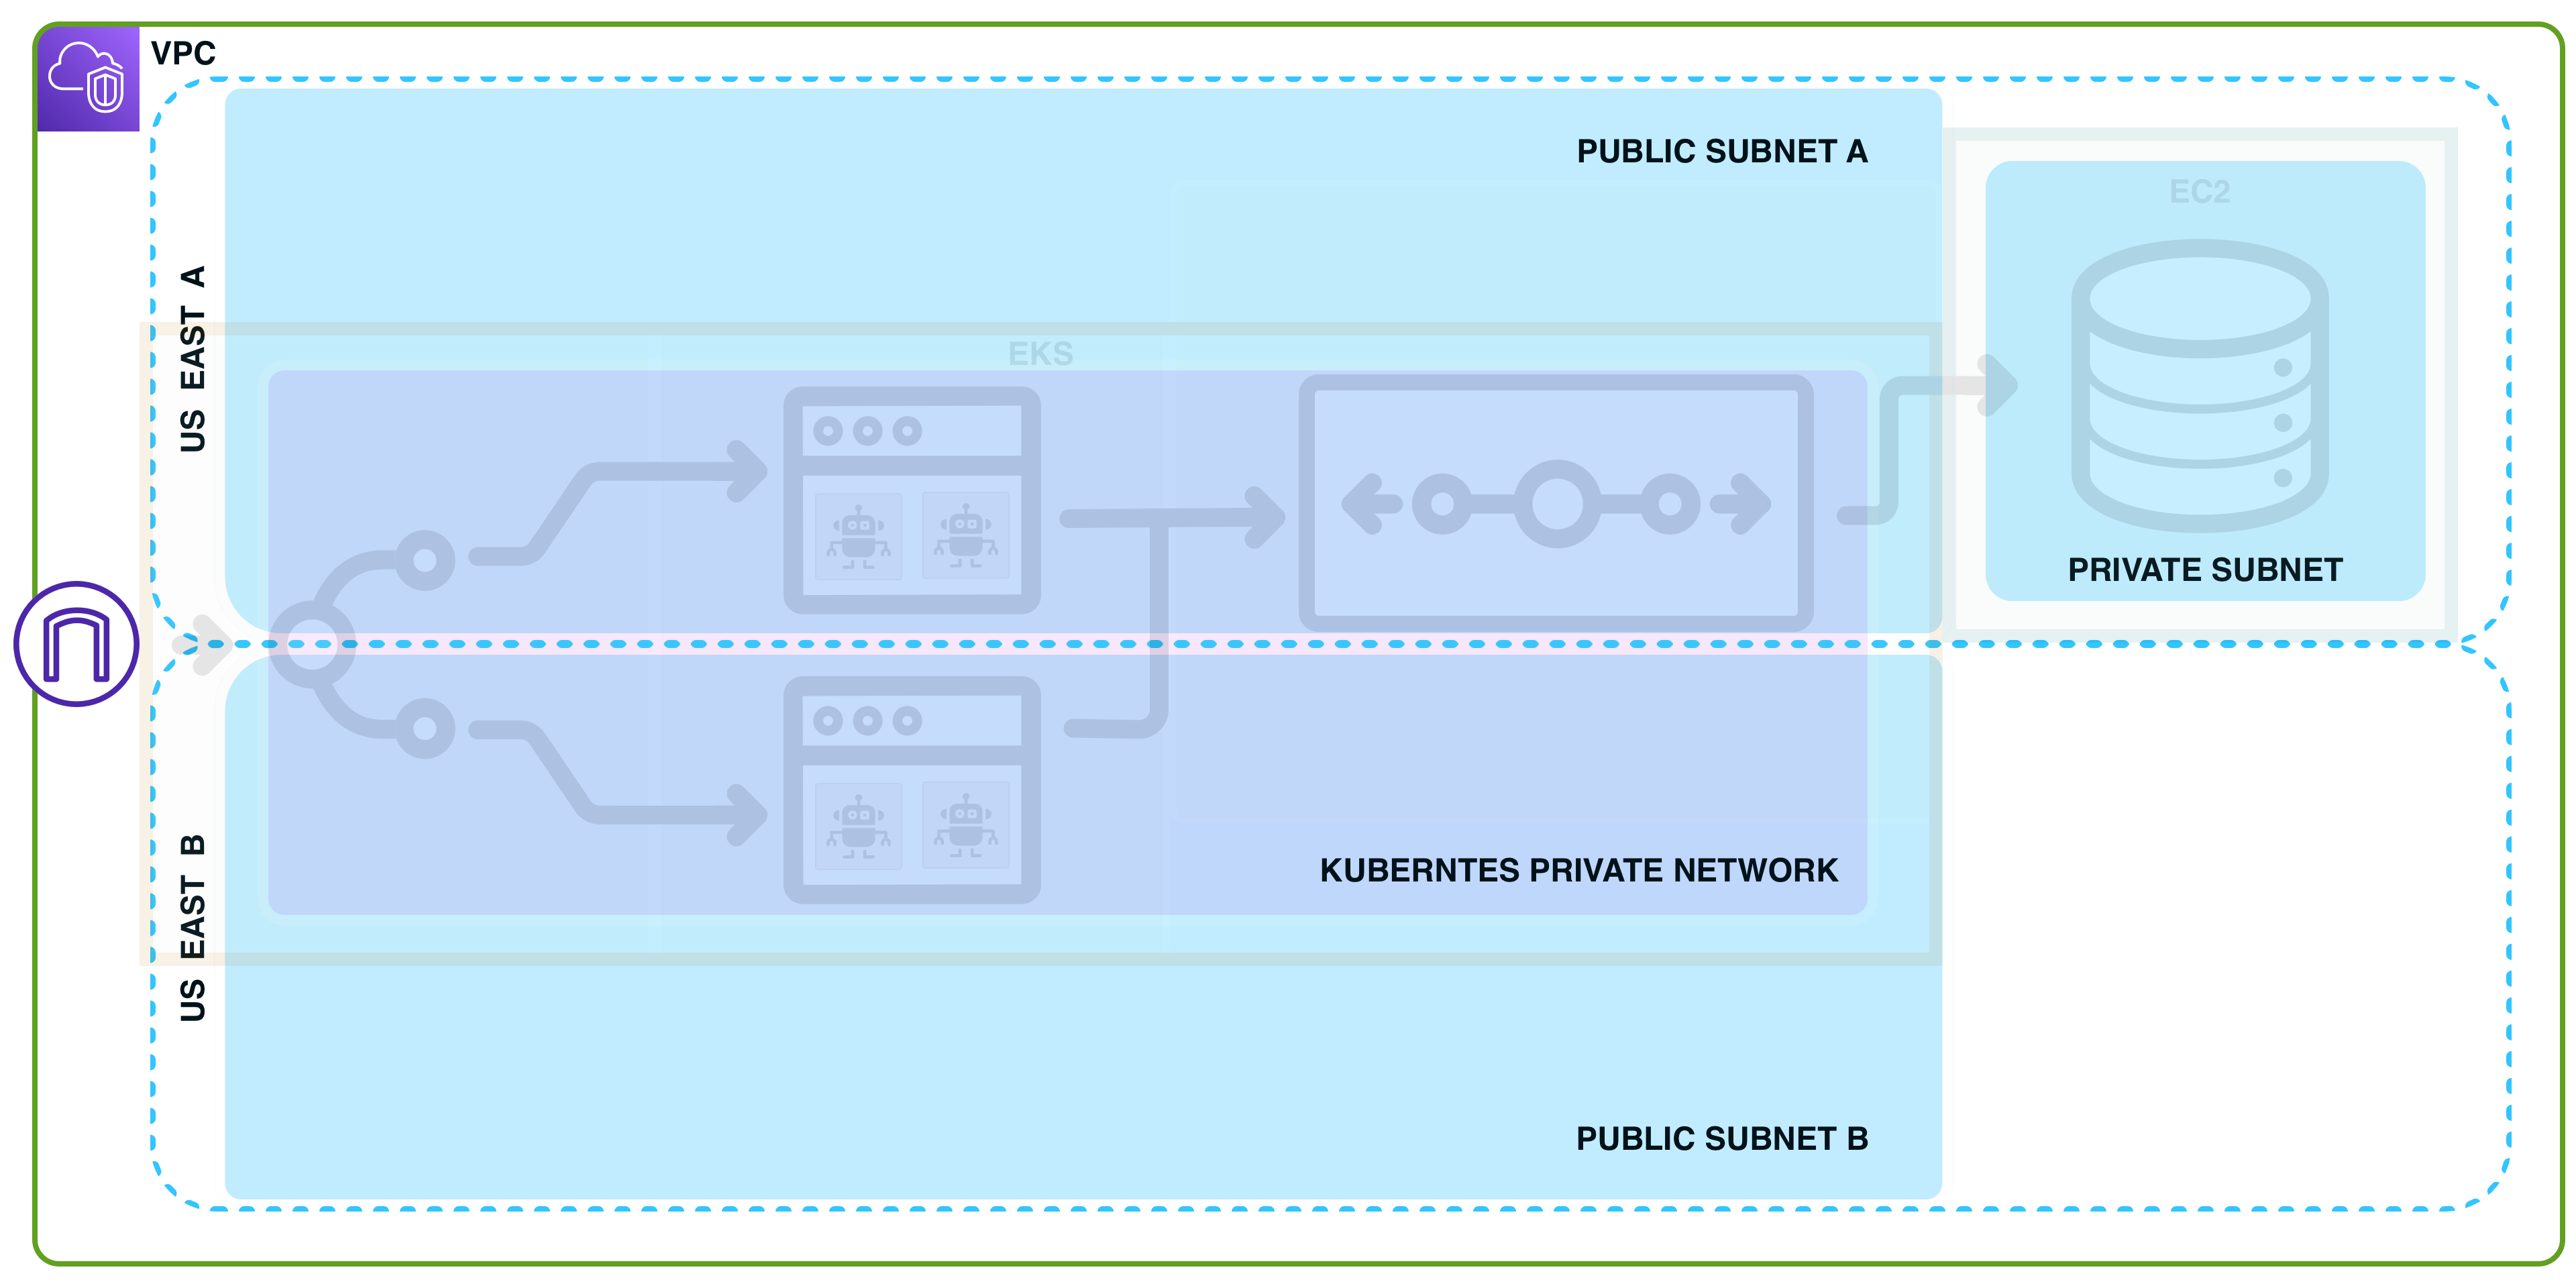 VPC
PUBLIC SUBNET A
EC2
US EAST A
EKS
PRIVATE SUBNET
US EAST B
KUBERNTES PRIVATE NETWORK
PUBLIC SUBNET B